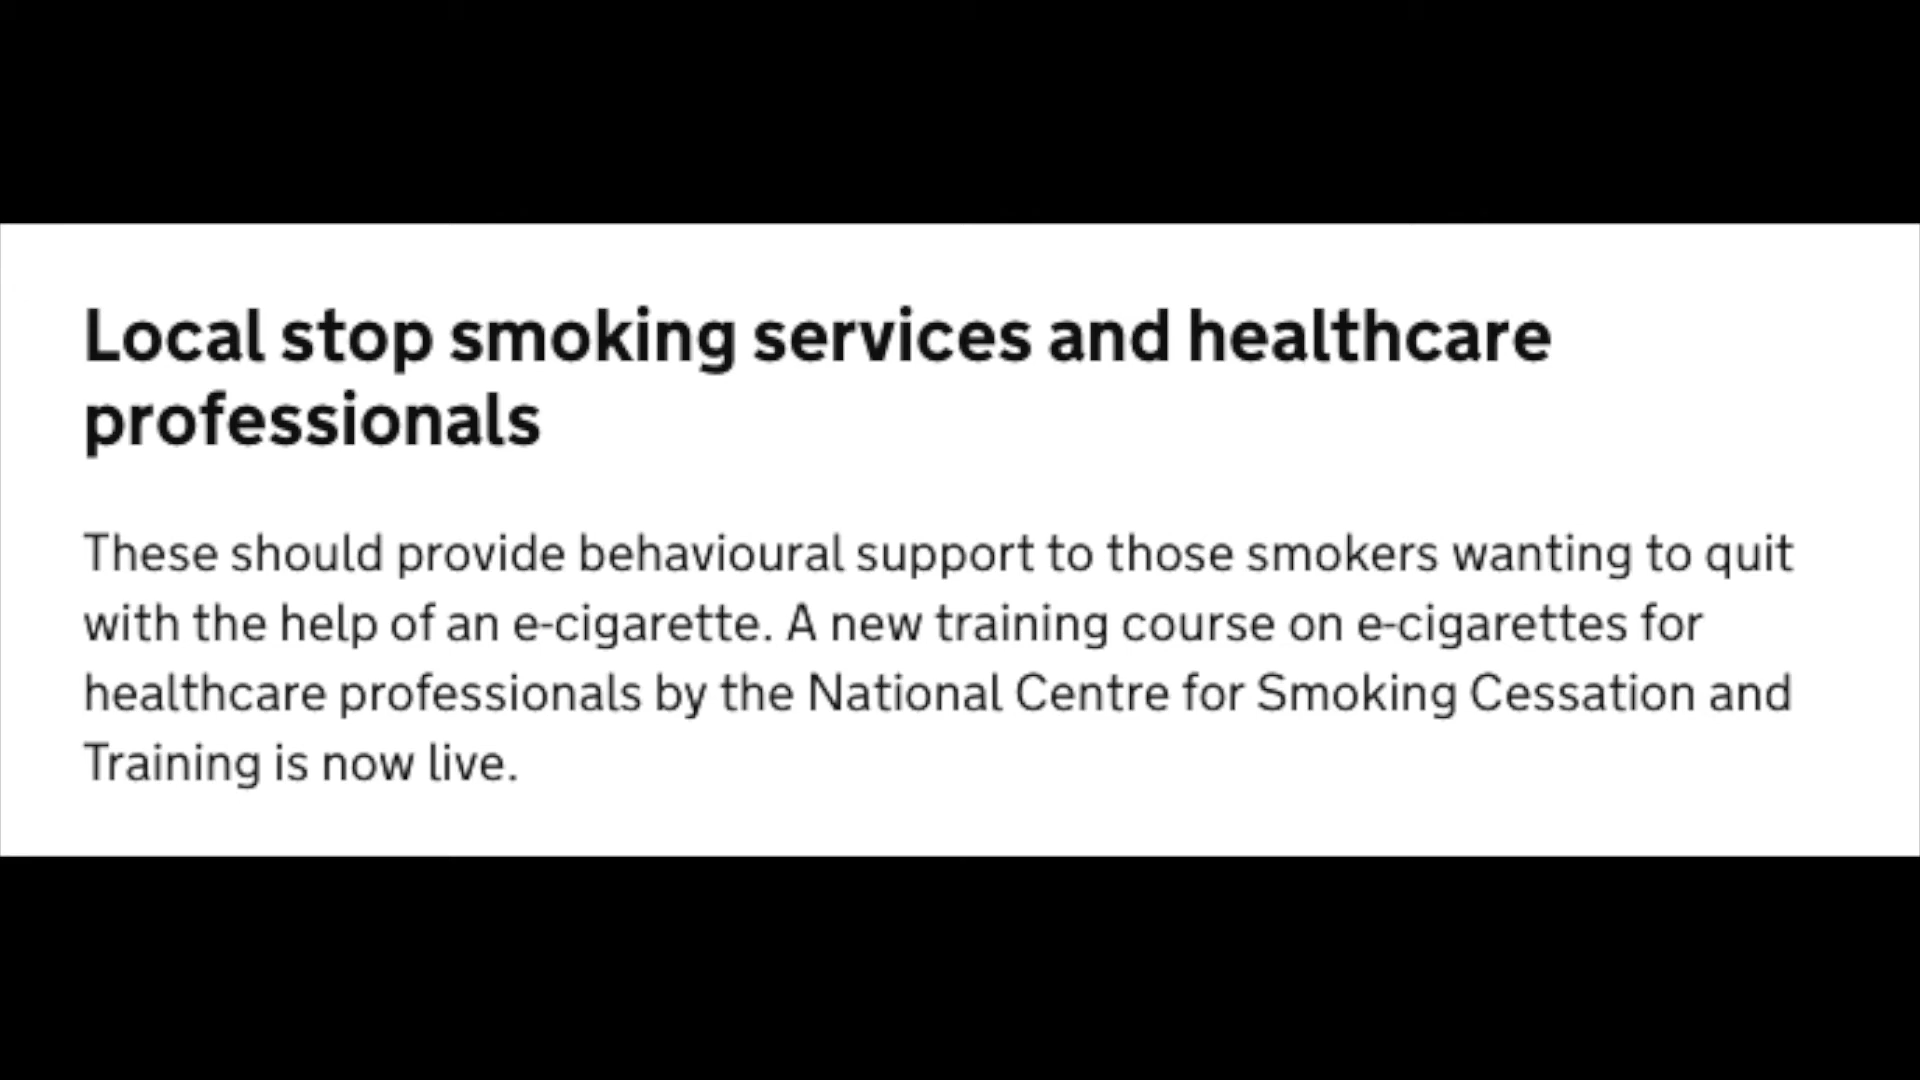 Local stop smoking services and healthcare
professionals
These should provide behavioural support to those smokers wanting to quit
with the help of an e-cigarette. A new training course on e-cigarettes for
healthcare professionals by the National Centre for Smoking Cessation and
Training is now live.